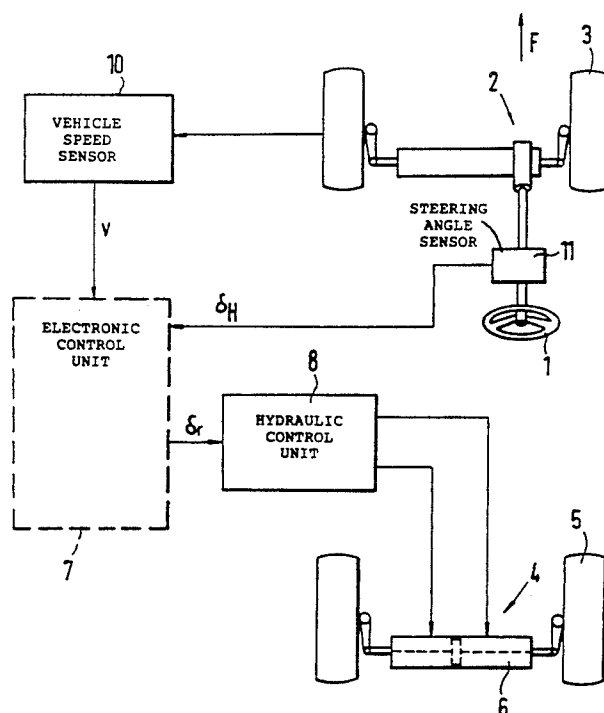 10
F
3
2
VEHICLE
SPEED
SENSOR
STEERING
ANGLE
SENSOR
11
V
δH
1
ELECTRONIC
CONTROL
UNIT
8
δr
HYDRAULIC
CONTROL
UNIT
5
7
4
6